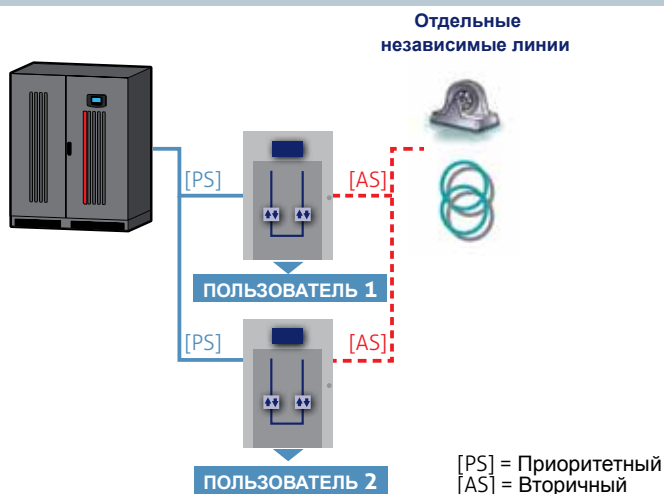 Отдельные
независимые линии
[PS]
[AS]
ПОЛЬЗОВАТЕЛЬ 1
[PS]
[AS]
ПОЛЬЗОВАТЕЛЬ 2
[PS] = Приоритетный
[AS] = Вторичный